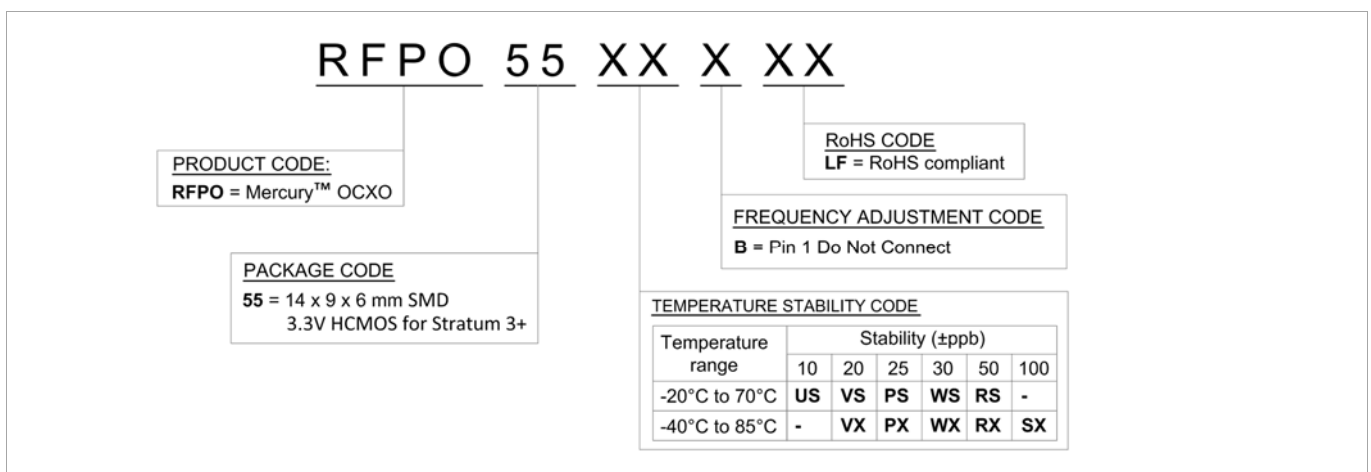 RFPO 55 XX X XX
RoHS CODE
LF = RoHS compliant
PRODUCT CODE:
RFPO = Mercury™ OCXO
FREQUENCY ADJUSTMENT CODE
B = Pin 1 Do Not Connect
PACKAGE CODE
55 = 14 x 9 x 6 mm SMD
3.3V HCMOS for Stratum 3+
TEMPERATURE STABILITY CODE
Temperature range Stability (±ppb)
10 20 25 30 50 100
-20°C to 70°C US VS PS WS RS -
-40°C to 85°C - VX PX WX RX SX